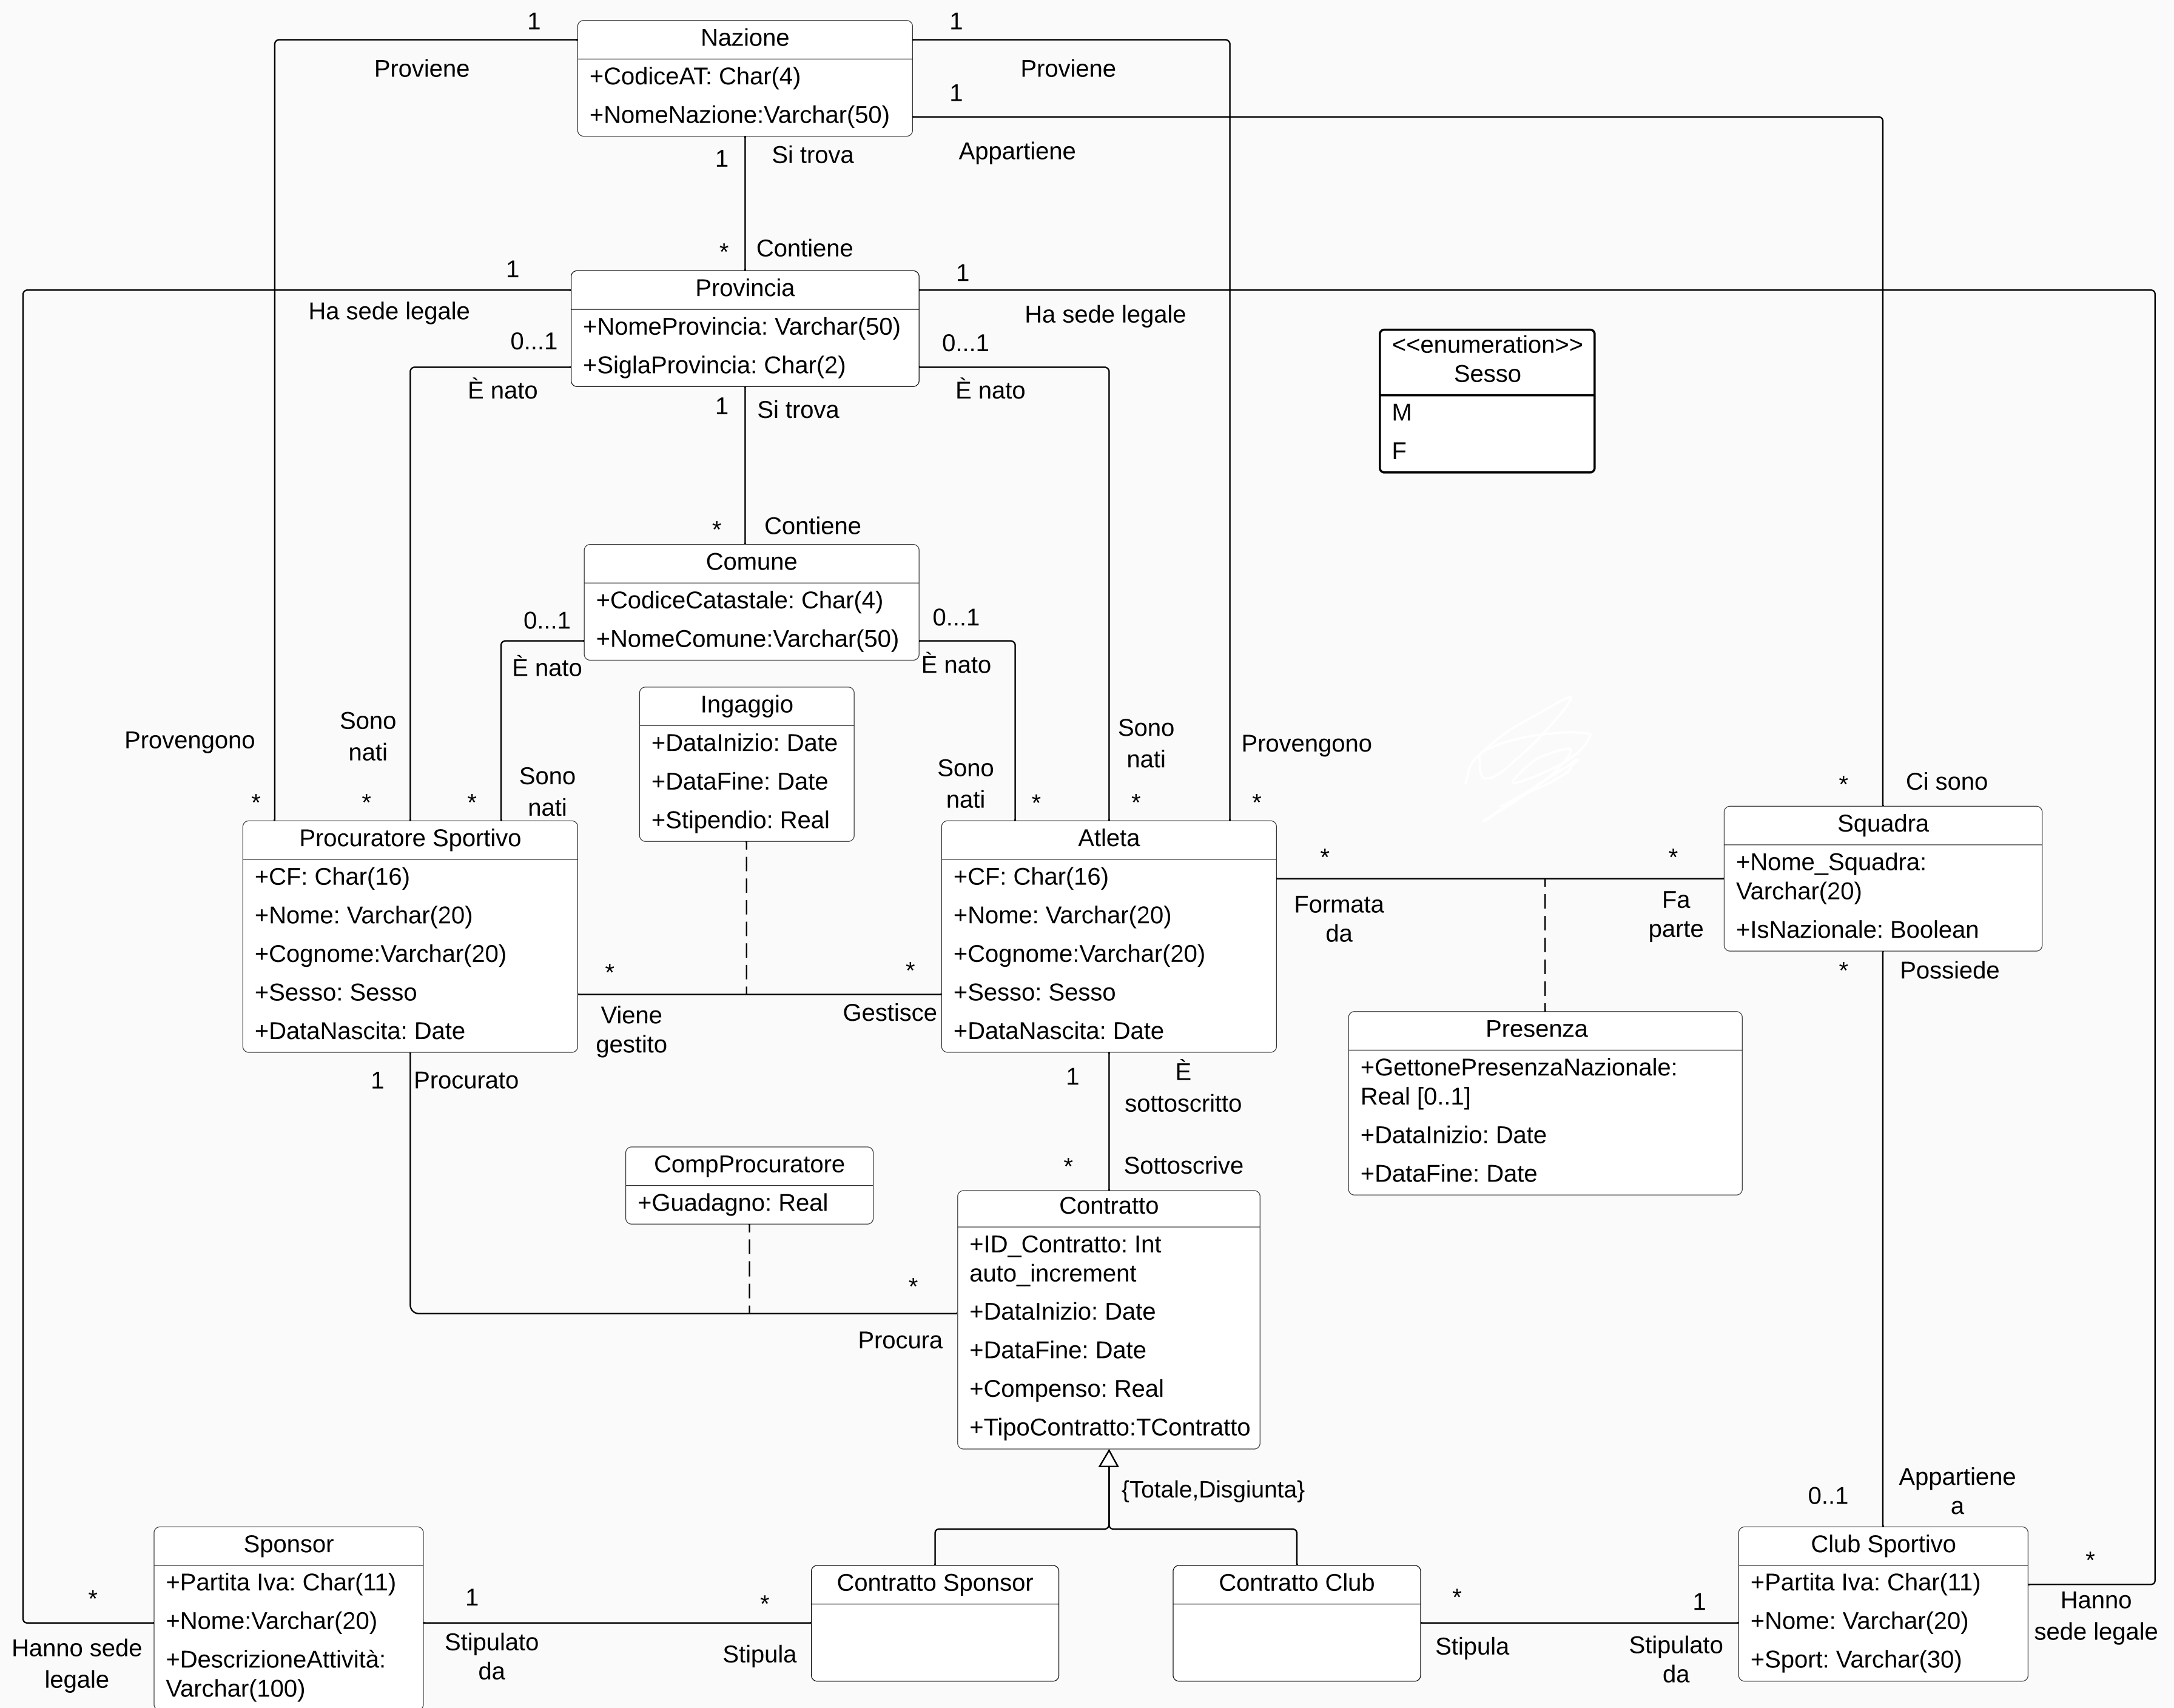 1
1
Nazione
Proviene
Proviene
+CodiceAT: Char(4)
1
+NomeNazione:Varchar(50)
1
Si trova
Appartiene
*
Contiene
1
1
Provincia
Ha sede legale
Ha sede legale
+NomeProvincia: Varchar(50)
0...1
0...1
+SiglaProvincia: Char(2)
È nato
È nato
<<enumeration>>
Sesso
M
F
1
Si trova
*
Contiene
Comune
+CodiceCatastale: Char(4)
0...1
0...1
+NomeComune:Varchar(50)
È nato
È nato
Ingaggio
+DataInizio: Date
+DataFine: Date
+Stipendio: Real
Provengono
Sono
nati
Sono
nati
Sono
nati
Sono
nati
Provengono
*
*
*
*
*
*
*
Ci sono
Procuratore Sportivo
+CF: Char(16)
+Nome: Varchar(20)
+Cognome:Varchar(20)
+Sesso: Sesso
+DataNascita: Date
Atleta
+CF: Char(16)
+Nome: Varchar(20)
+Cognome:Varchar(20)
+Sesso: Sesso
+DataNascita: Date
Squadra
+Nome_Squadra:
Varchar(20)
+IsNazionale: Boolean
*
*
Formata
da
Fa
parte
*
*
Viene
gestito
Gestisce
*
Possiede
Presenza
+GettonePresenzaNazionale:
Real [0..1]
+DataInizio: Date
+DataFine: Date
1
Procurato
1
È
sottoscritto
*
Sottoscrive
CompProcuratore
+Guadagno: Real
*
Procura
Contratto
+ID_Contratto: Int
auto_increment
+DataInizio: Date
+DataFine: Date
+Compenso: Real
+TipoContratto:TContratto
{Totale,Disgiunta}
0..1
Appartiene
a
Sponsor
+Partita Iva: Char(11)
+Nome:Varchar(20)
+DescrizioneAttività:
Varchar(100)
*
Hanno sede
legale
1
Stipulato
da
*
Stipula
Contratto Sponsor
Contratto Club
*
Stipula
1
Stipulato
da
Club Sportivo
+Partita Iva: Char(11)
+Nome: Varchar(20)
+Sport: Varchar(30)
*
Hanno
sede legale